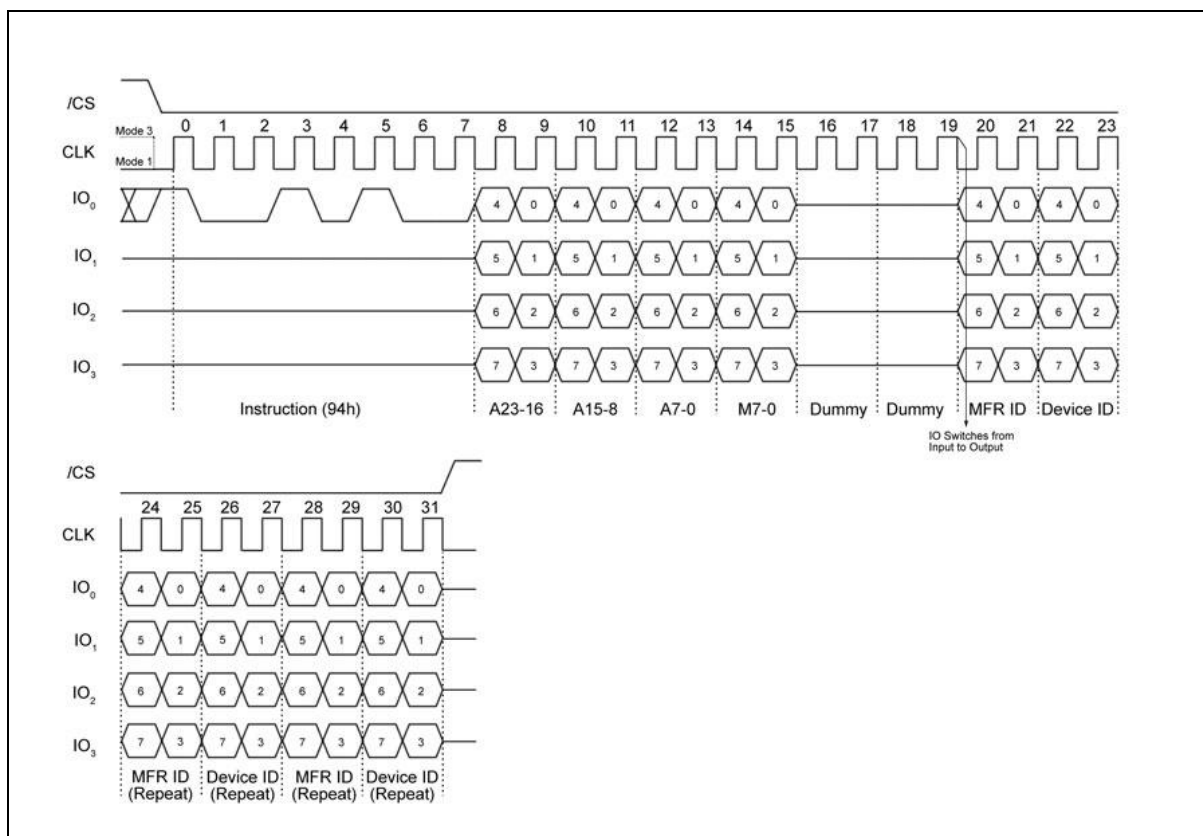 /CS
Mode 3
0 1 2 3 4 5 6 7 8 9 10 11 12 13 14 15 16 17 18 19 20 21 22 23
CLK
Mode 1
IO0 4 0 4 0 4 0 4 0 4 0 4 0
IO1 5 1 5 1 5 1 5 1 5 1 5 1
IO2 6 2 6 2 6 2 6 2 6 2 6 2
IO3 7 3 7 3 7 3 7 3 7 3 7 3
Instruction (94h) A23-16 A15-8 A7-0 M7-0 Dummy Dummy MFR ID Device ID
IO Switches from
Input to Output
/CS
24 25 26 27 28 29 30 31
CLK
IO0 4 0 4 0 4 0 4 0
IO1 5 1 5 1 5 1 5 1
IO2 6 2 6 2 6 2 6 2
IO3 7 3 7 3 7 3 7 3
MFR ID Device ID MFR ID Device ID
(Repeat) (Repeat) (Repeat) (Repeat)